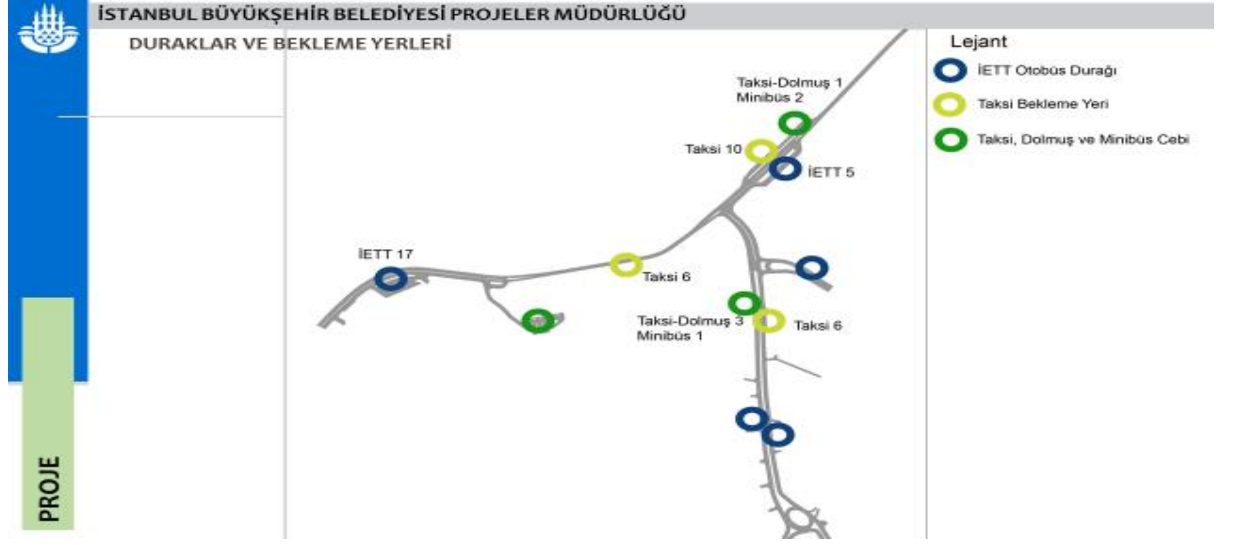 İSTANBUL BÜYÜKŞEHİR BELEDİYESİ PROJELER MÜDÜRLÜĞÜ
DURAKLAR VE BEKLEME YERLERİ
Lejant
İETT Otobüs Durağı
Taksi Bekleme Yeri
Taksi, Dolmuş ve Minibüs Cebi
Taksi-Dolmuş 1
Minibüs 2
Taksi 10
İETT 5
İETT 17
Taksi 6
Taksi-Dolmuş 3
Minibüs 1
Taksi 6
PROJE